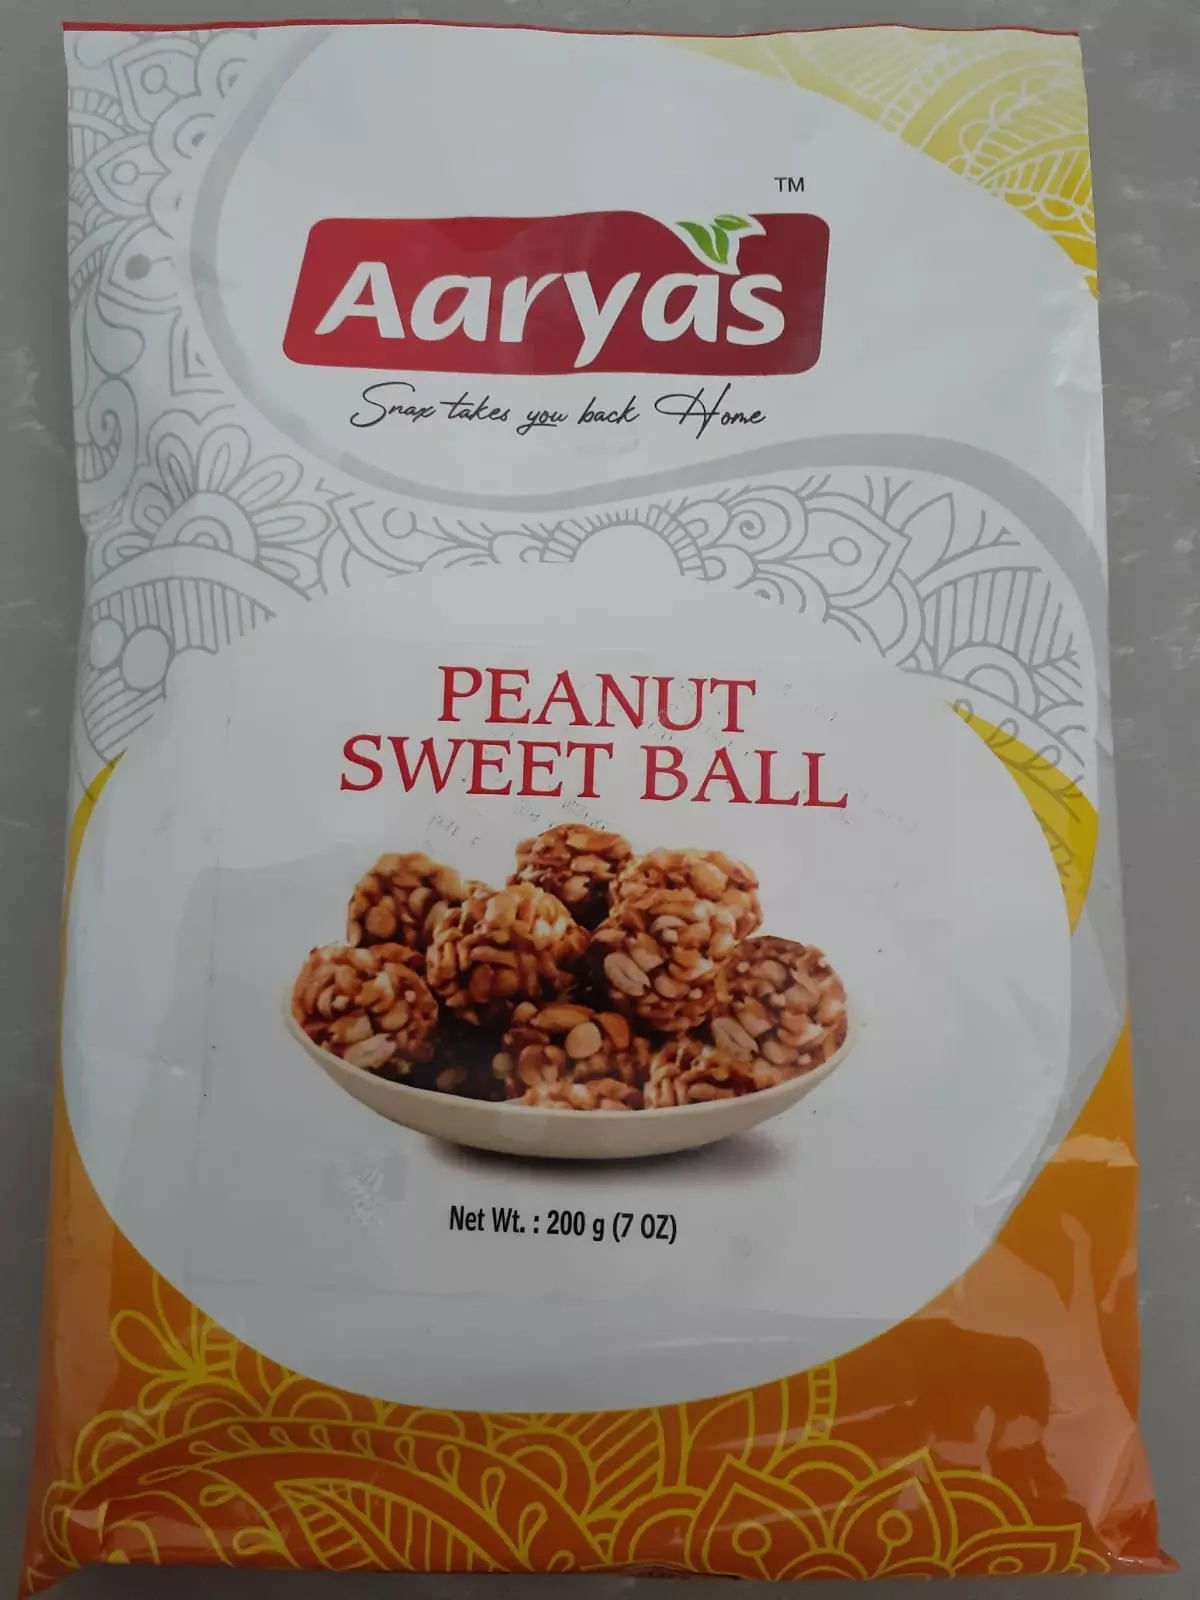 TM
Aaryas
Snax takes you back Home
PEANUT
SWEET BALL
Net Wt. : 200 g (7 OZ)